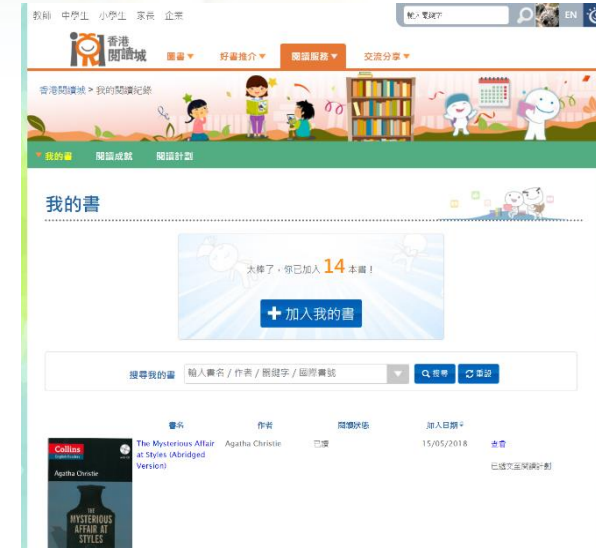 教師 中學生 小學生 家長 企業
輸入關鍵字
EN
香港
閱讀城
圖書▼ 好書推介▼ 閱讀服務▼ 交流分享▼
香港閱讀城 > 我的閱讀紀錄
▼我的書 閱讀成就 閱讀計劃
我的書
太棒了，你已加入 14 本書！
+ 加入我的書
搜尋我的書 輸入書名 / 作者 / 關鍵字 / 國際書號 搜尋 重設
書名 作者 閱讀狀態 加入日期
The Mysterious Affair at Styles (Abridged Version) Agatha Christie 已讀 15/05/2018 查看
已遞交至閱讀計劃
Collins
Agatha Christie
THE
MYSTERIOUS
AFFAIR AT
STYLES